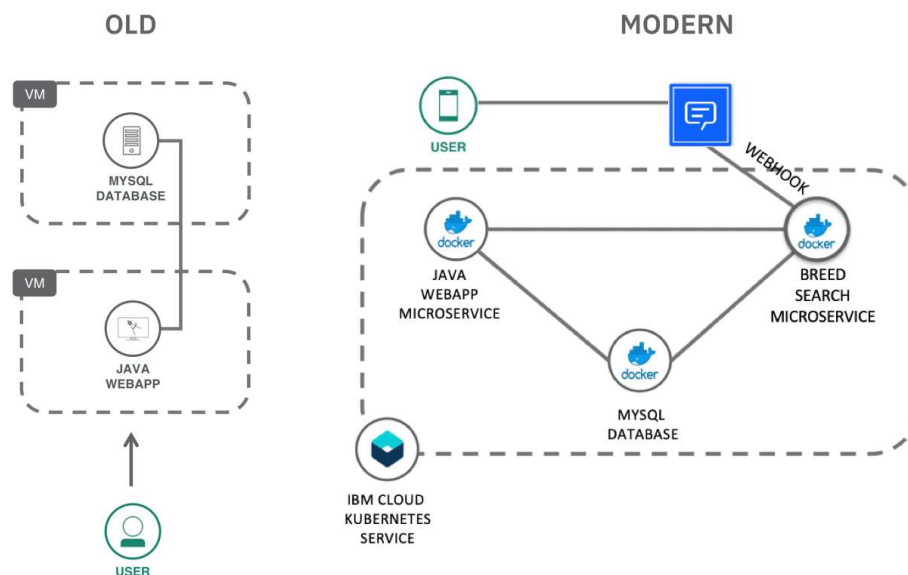 OLD
VM
MYSQL
DATABASE
VM
JAVA
WEBAPP
USER
MODERN
USER
WEBHOOK
docker
JAVA
WEBAPP
MICROSERVICE
docker
BREED
SEARCH
MICROSERVICE
docker
MYSQL
DATABASE
IBM CLOUD
KUBERNETES
SERVICE